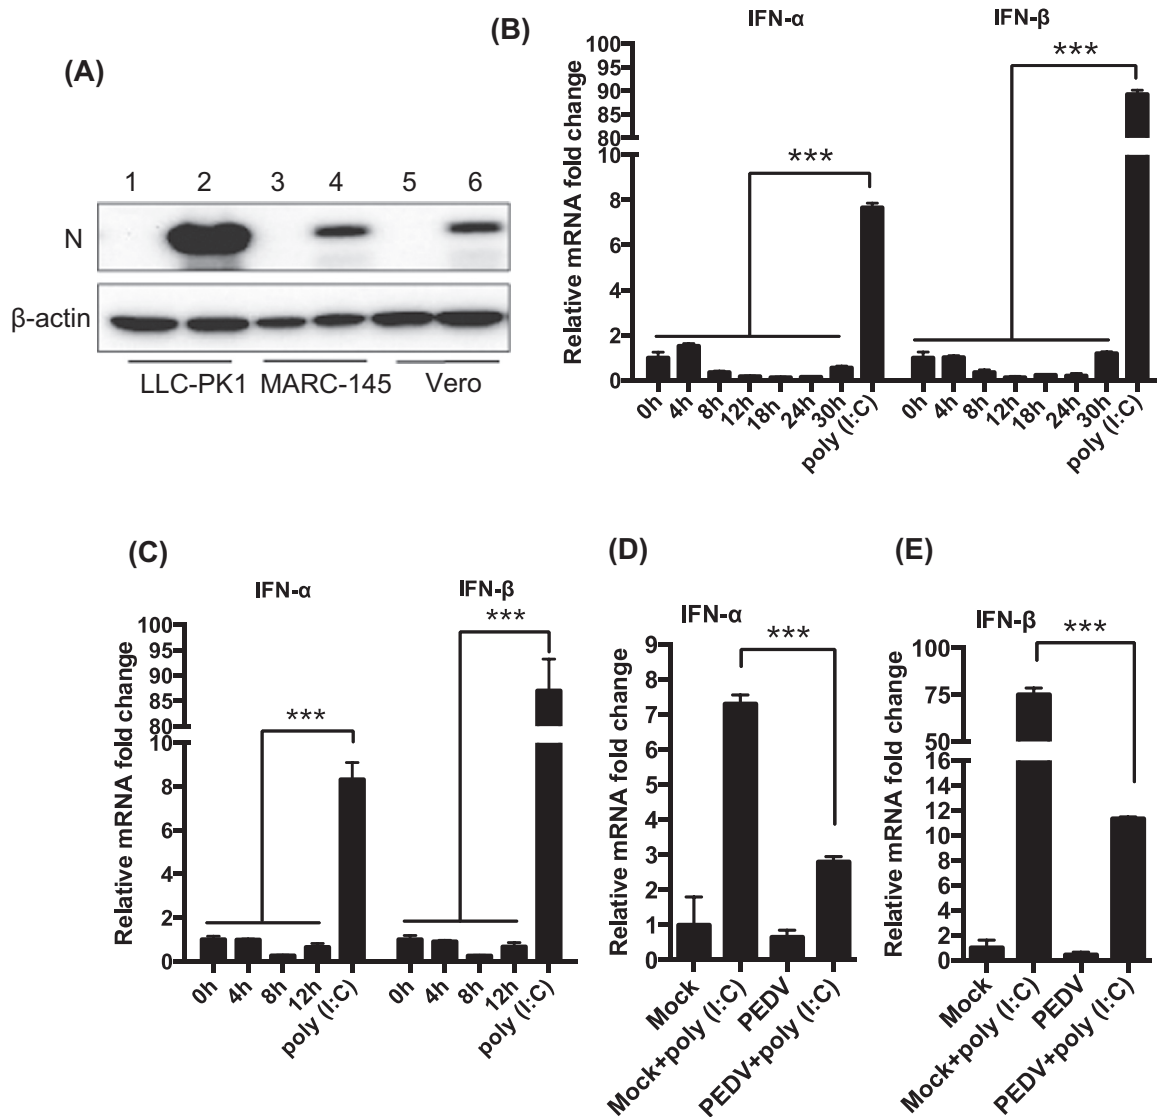 (A)
1 2 3 4 5 6
N
β-actin
LLC-PK1 MARC-145 Vero
(B)
IFN-α IFN-β
Relative mRNA fold change
100
95
90
85
80
10
8
6
4
2
0
***
***
0h 4h 8h 12h 18h 24h 30h poly (I:C) 0h 4h 8h 12h 18h 24h 30h poly (I:C)
(C)
IFN-α IFN-β
Relative mRNA fold change
100
95
90
85
80
10
8
6
4
2
0
***
***
0h 4h 8h 12h poly (I:C) 0h 4h 8h 12h poly (I:C)
(D)
IFN-α
***
Relative mRNA fold change
9
8
7
6
5
4
3
2
1
0
Mock Mock+poly (I:C) PEDV PEDV+poly (I:C)
(E)
IFN-β
***
Relative mRNA fold change
100
75
50
16
14
12
10
8
6
4
2
0
Mock Mock+poly (I:C) PEDV PEDV+poly (I:C)